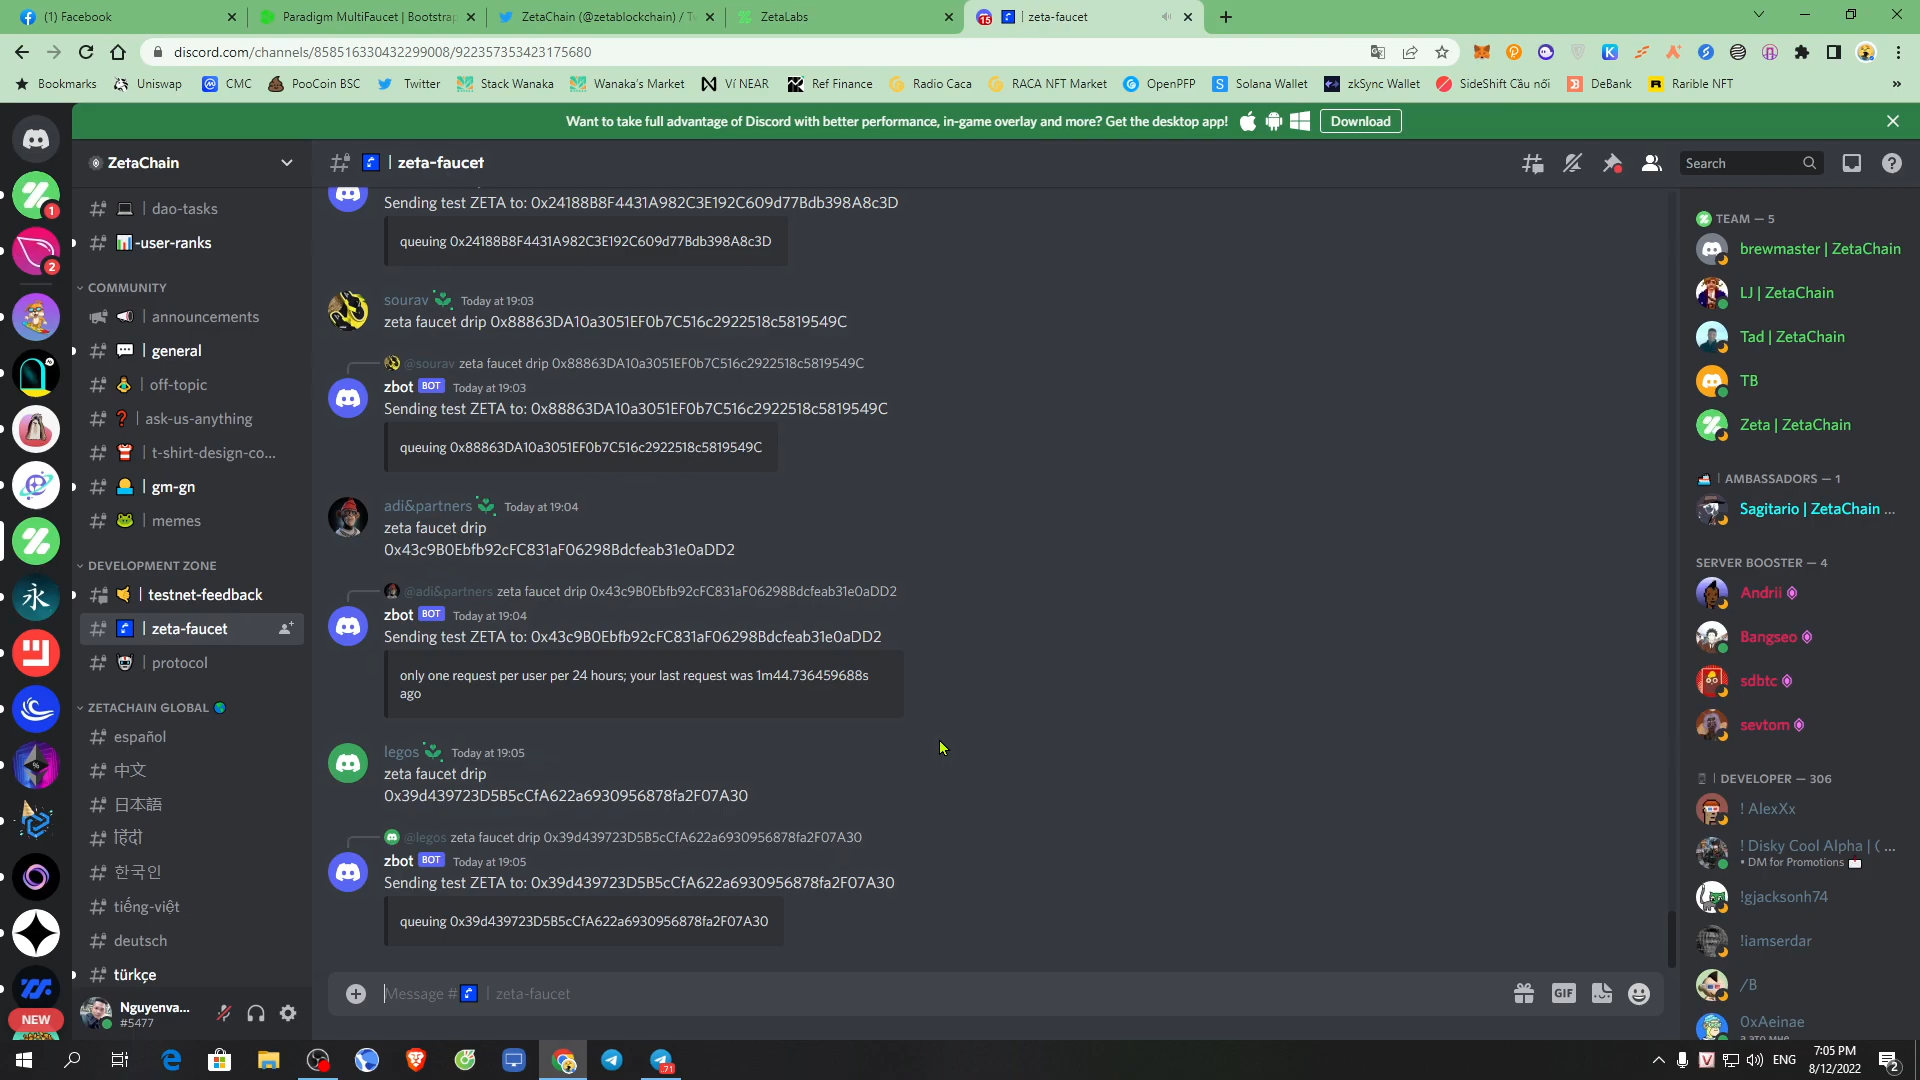 (1) Facebook
Paradigm MultiFaucet | Bootstrap
ZetaChain (@zetablockchain) / Tw
ZetaLabs
15
| zeta-faucet
discord.com/channels/858516330432299008/922357353423175680
Bookmarks
Uniswap
CMC
PooCoin BSC
Twitter
Stack Wanaka
Wanaka's Market
Ví NEAR
Ref Finance
Radio Caca
RACA NFT Market
OpenPFP
Solana Wallet
zkSync Wallet
SideShift Cầu nối
DeBank
Rarible NFT
Want to take full advantage of Discord with better performance, in-game overlay and more? Get the desktop app!
Download
1
2
NEW
ZetaChain
| dao-tasks
-user-ranks
COMMUNITY
| announcements
| general
| off-topic
| ask-us-anything
| t-shirt-design-co...
| gm-gn
| memes
DEVELOPMENT ZONE
| testnet-feedback
| zeta-faucet
| protocol
ZETACHAIN GLOBAL
español
中文
日本語
हिंदी
한국인
tiếng-việt
deutsch
türkçe
Nguyenva...
#5477
| zeta-faucet
Search
Sending test ZETA to: 0x24188B8F4431A982C3E192C609d77Bdb398A8c3D
queuing 0x24188B8F4431A982C3E192C609d77Bdb398A8c3D
sourav Today at 19:03
zeta faucet drip 0x88863DA10a3051EF0b7C516c2922518c5819549C
@sourav zeta faucet drip 0x88863DA10a3051EF0b7C516c2922518c5819549C
zbot BOT Today at 19:03
Sending test ZETA to: 0x88863DA10a3051EF0b7C516c2922518c5819549C
queuing 0x88863DA10a3051EF0b7C516c2922518c5819549C
adi&partners Today at 19:04
zeta faucet drip
0x43c9B0Ebfb92cFC831aF06298Bdcfeab31e0aDD2
@adi&partners zeta faucet drip 0x43c9B0Ebfb92cFC831aF06298Bdcfeab31e0aDD2
zbot BOT Today at 19:04
Sending test ZETA to: 0x43c9B0Ebfb92cFC831aF06298Bdcfeab31e0aDD2
only one request per user per 24 hours; your last request was 1m44.736459688s
ago
legos Today at 19:05
zeta faucet drip
0x39d439723D5B5cCfA622a6930956878fa2F07A30
@legos zeta faucet drip 0x39d439723D5B5cCfA622a6930956878fa2F07A30
zbot BOT Today at 19:05
Sending test ZETA to: 0x39d439723D5B5cCfA622a6930956878fa2F07A30
queuing 0x39d439723D5B5cCfA622a6930956878fa2F07A30
Message # | zeta-faucet
GIF
TEAM — 5
brewmaster | ZetaChain
LJ | ZetaChain
Tad | ZetaChain
TB
Zeta | ZetaChain
| AMBASSADORS — 1
Sagitario | ZetaChain ...
SERVER BOOSTER — 4
Andrii
Bangseo
sdbtc
sevtom
| DEVELOPER — 306
! AlexXx
! Disky Cool Alpha | ( ...
• DM for Promotions
!gjacksonh74
!iamserdar
/B
0xAeinae
71
ENG
7:05 PM
8/12/2022
2